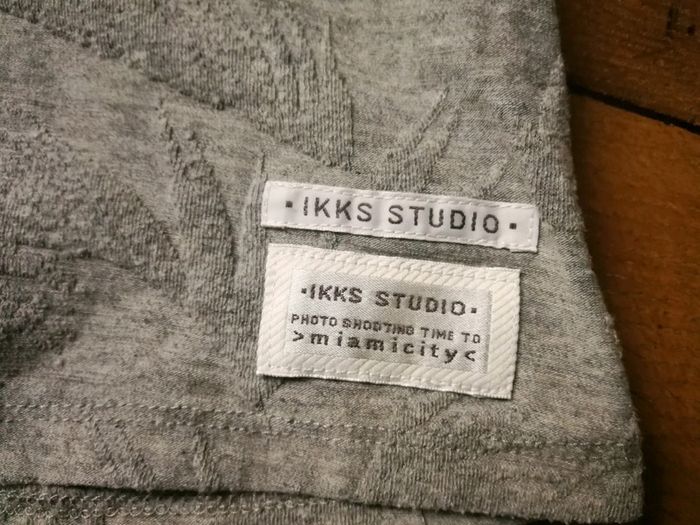 ▪IKKS STUDIO▪
·IKKS STUDIO·
PHOTO SHOOTING TIME TO
>miamicity<